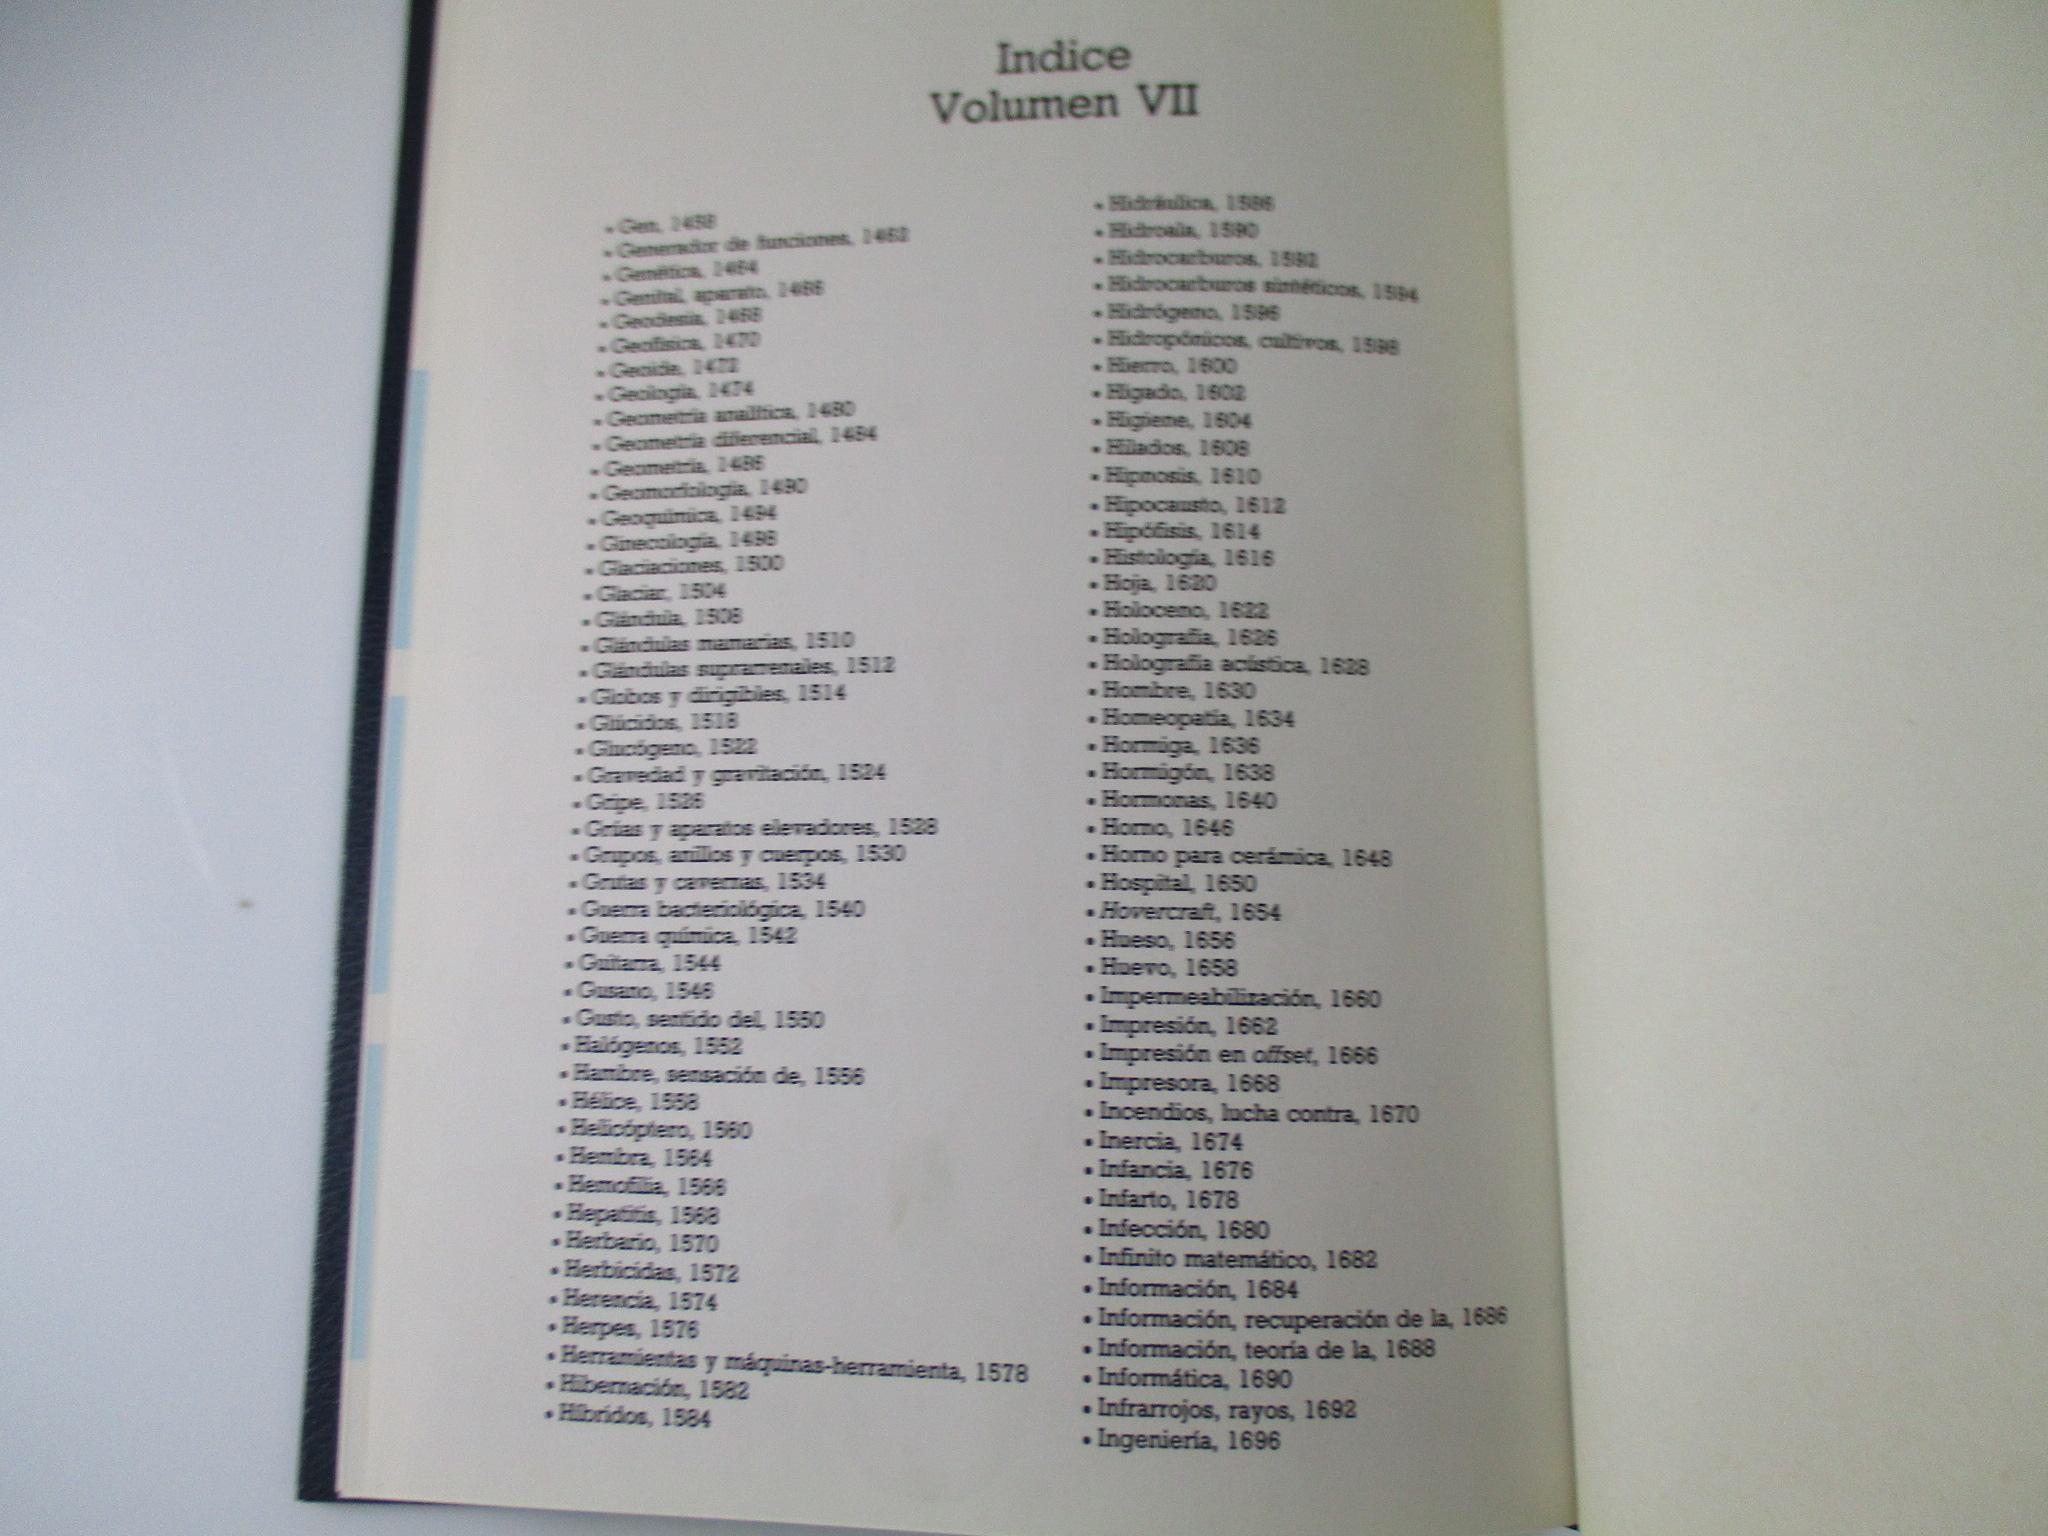 Indice
Volumen VII
• Gen, 1458
• Generador de funciones, 1462
• Genética, 1464
• Genital, aparato, 1466
• Geodesia, 1468
• Geofísica, 1470
• Geoide, 1472
• Geología, 1474
• Geometría analítica, 1480
• Geometría diferencial, 1484
• Geometría, 1486
• Geomorfología, 1490
• Geoquímica, 1494
• Ginecología, 1498
• Glaciaciones, 1500
• Glaciar, 1504
• Glándula, 1508
• Glándulas mamarias, 1510
• Glándulas suprarrenales, 1512
• Globos y dirigibles, 1514
• Glúcidos, 1518
• Glucógeno, 1522
• Gravedad y gravitación, 1524
• Gripe, 1526
• Grúas y aparatos elevadores, 1528
• Grupos, anillos y cuerpos, 1530
• Grutas y cavernas, 1534
• Guerra bacteriológica, 1540
• Guerra química, 1542
• Guitarra, 1544
• Gusano, 1546
• Gusto, sentido del, 1550
• Halógenos, 1552
• Hambre, sensación de, 1556
• Hélice, 1558
• Helicóptero, 1560
• Hembra, 1564
• Hemofilia, 1566
• Hepatitis, 1568
• Herbario, 1570
• Herbicidas, 1572
• Herencia, 1574
• Herpes, 1576
• Herramientas y máquinas-herramienta, 1578
• Hibernación, 1582
• Híbridos, 1584
• Hidráulica, 1586
• Hidroala, 1590
• Hidrocarburos, 1592
• Hidrocarburos sintéticos, 1594
• Hidrógeno, 1596
• Hidropónicos, cultivos, 1598
• Hierro, 1600
• Hígado, 1602
• Higiene, 1604
• Hilados, 1608
• Hipnosis, 1610
• Hipocausto, 1612
• Hipófisis, 1614
• Histología, 1616
• Hoja, 1620
• Holoceno, 1622
• Holografía, 1626
• Holografía acústica, 1628
• Hombre, 1630
• Homeopatía, 1634
• Hormiga, 1636
• Hormigón, 1638
• Hormonas, 1640
• Horno, 1646
• Horno para cerámica, 1648
• Hospital, 1650
• Hovercraft, 1654
• Hueso, 1656
• Huevo, 1658
• Impermeabilización, 1660
• Impresión, 1662
• Impresión en offset, 1666
• Impresora, 1668
• Incendios, lucha contra, 1670
• Inercia, 1674
• Infancia, 1676
• Infarto, 1678
• Infección, 1680
• Infinito matemático, 1682
• Información, 1684
• Información, recuperación de la, 1686
• Información, teoría de la, 1688
• Informática, 1690
• Infrarrojos, rayos, 1692
• Ingeniería, 1696